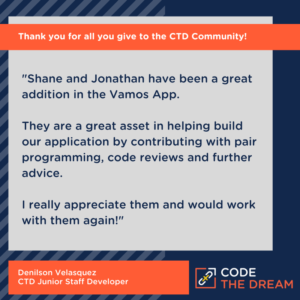 Thank you for all you give to the CTD Community!
"Shane and Jonathan have been a great
addition in the Vamos App.
They are a great asset in helping build
our application by contributing with pair
programming, code reviews and further
advice.
I really appreciate them and would work
with them again!"
Denilson Velasquez
CTD Junior Staff Developer
CODE
THE DREAM